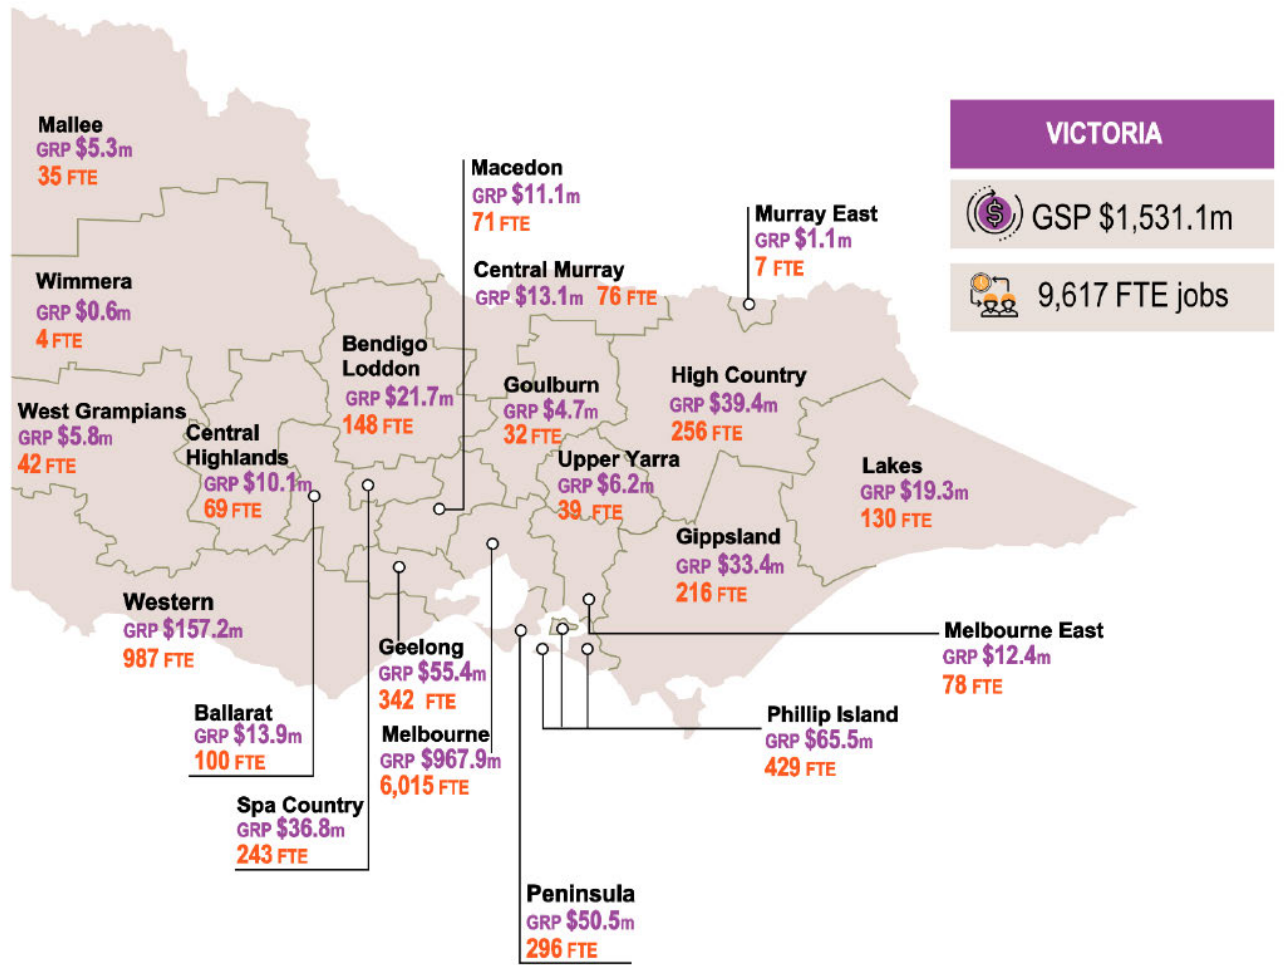 Mallee
GRP $5.3m
35 FTE
VICTORIA
GSP $1,531.1m
9,617 FTE jobs
Macedon
GRP $11.1m
71 FTE
Murray East
GRP $1.1m
7 FTE
Central Murray
GRP $13.1m 76 FTE
Wimmera
GRP $0.6m
4 FTE
Bendigo
Loddon
GRP $21.7m
148 FTE
Goulburn
GRP $4.7m
32 FTE
High Country
GRP $39.4m
256 FTE
West Grampians
GRP $5.8m
42 FTE
Central
Highlands
GRP $10.1m
69 FTE
Upper Yarra
GRP $6.2m
39 FTE
Lakes
GRP $19.3m
130 FTE
Gippsland
GRP $33.4m
216 FTE
Western
GRP $157.2m
987 FTE
Geelong
GRP $55.4m
342 FTE
Melbourne East
GRP $12.4m
78 FTE
Ballarat
GRP $13.9m
100 FTE
Melbourne
GRP $967.9m
6,015 FTE
Phillip Island
GRP $65.5m
429 FTE
Spa Country
GRP $36.8m
243 FTE
Peninsula
GRP $50.5m
296 FTE